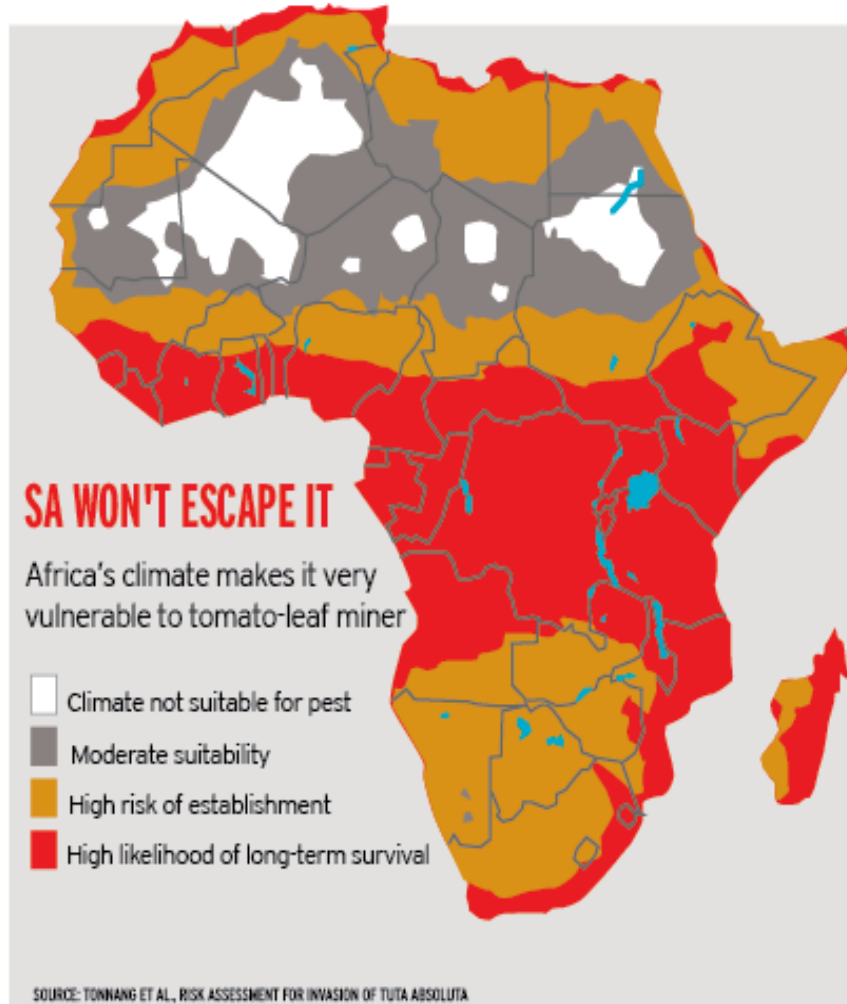 SA WON'T ESCAPE IT
Africa's climate makes it very
vulnerable to tomato-leaf miner
Climate not suitable for pest
Moderate suitability
High risk of establishment
High likelihood of long-term survival
SOURCE: TONNANG ET AL., RISK ASSESSMENT FOR INVASION OF TUTA ABSOLUTA